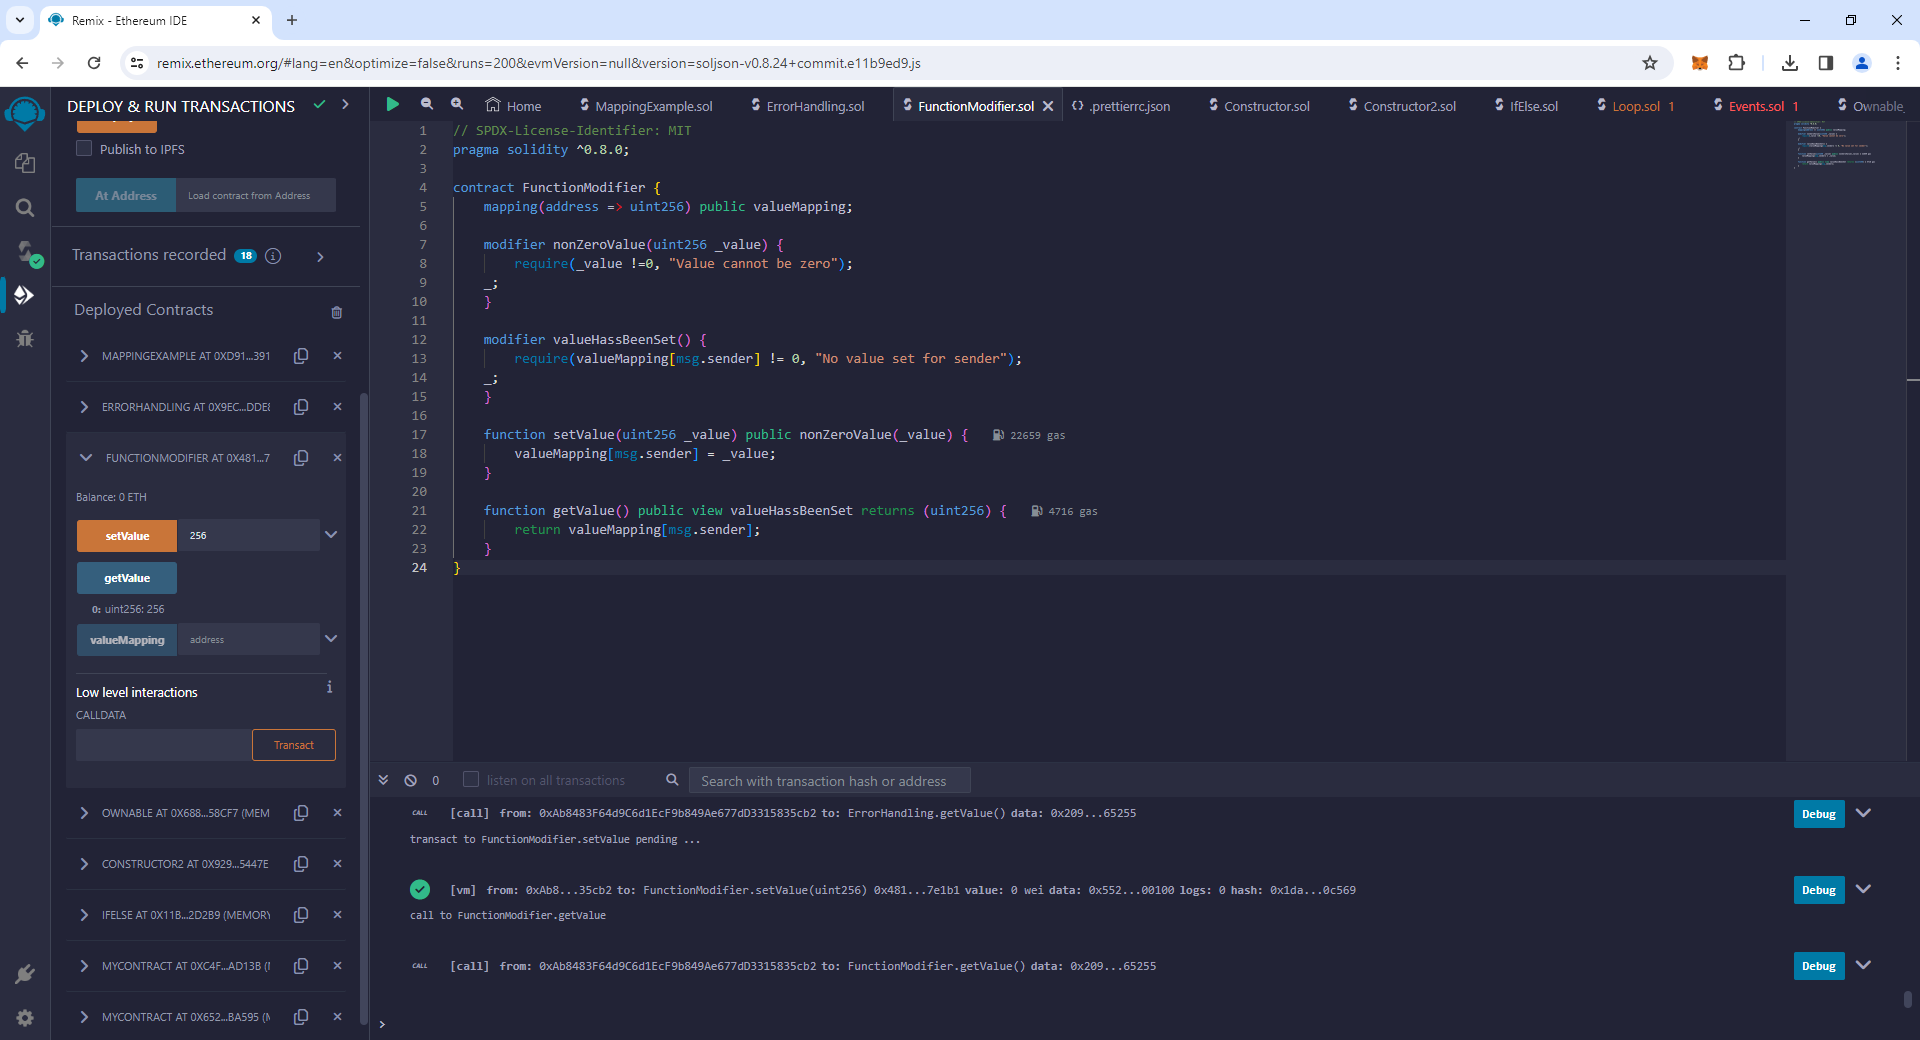 Remix - Ethereum IDE
remix.ethereum.org/#lang=en&optimize=false&runs=200&evmVersion=null&version=soljson-v0.8.24+commit.e11b9ed9.js
DEPLOY & RUN TRANSACTIONS
Publish to IPFS
At Address Load contract from Address
Transactions recorded 18 i
Deployed Contracts
MAPPINGEXAMPLE AT 0XD91...391
ERRORHANDLING AT 0X9EC...DDE8
FUNCTIONMODIFIER AT 0X481...7
Balance: 0 ETH
setValue 256
getValue
0: uint256: 256
valueMapping address
Low level interactions i
CALLDATA
Transact
OWNABLE AT 0X688...58CF7 (MEM
CONSTRUCTOR2 AT 0X929...5447E
IFELSE AT 0X11B...2D2B9 (MEMORY
MYCONTRACT AT 0XC4F...AD13B (
MYCONTRACT AT 0X652...BA595 (
Home MappingExample.sol ErrorHandling.sol FunctionModifier.sol .prettierrc.json Constructor.sol Constructor2.sol IfElse.sol Loop.sol 1 Events.sol 1 Ownable.
1 // SPDX-License-Identifier: MIT
2 pragma solidity ^0.8.0;
3
4 contract FunctionModifier {
5 mapping(address => uint256) public valueMapping;
6
7 modifier nonZeroValue(uint256 _value) {
8 require(_value !=0, "Value cannot be zero");
9 _;
10 }
11
12 modifier valueHassBeenSet() {
13 require(valueMapping[msg.sender] != 0, "No value set for sender");
14 _;
15 }
16
17 function setValue(uint256 _value) public nonZeroValue(_value) { 22659 gas
18 valueMapping[msg.sender] = _value;
19 }
20
21 function getValue() public view valueHassBeenSet returns (uint256) { 4716 gas
22 return valueMapping[msg.sender];
23 }
24 }
0 listen on all transactions Search with transaction hash or address
CALL [call] from: 0xAb8483F64d9C6d1EcF9b849Ae677dD3315835cb2 to: ErrorHandling.getValue() data: 0x209...65255 Debug
transact to FunctionModifier.setValue pending ...
[vm] from: 0xAb8...35cb2 to: FunctionModifier.setValue(uint256) 0x481...7e1b1 value: 0 wei data: 0x552...00100 logs: 0 hash: 0x1da...0c569 Debug
call to FunctionModifier.getValue
CALL [call] from: 0xAb8483F64d9C6d1EcF9b849Ae677dD3315835cb2 to: FunctionModifier.getValue() data: 0x209...65255 Debug
>